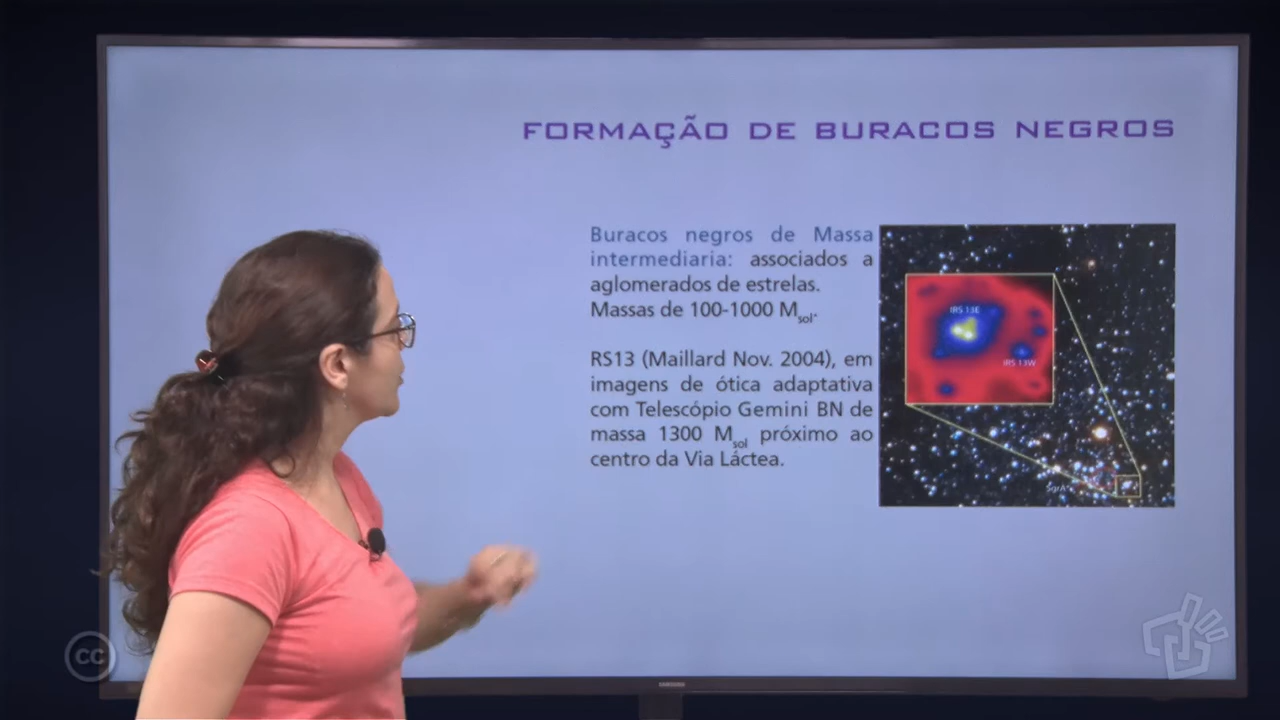 FORMAÇÃO DE BURACOS NEGROS
Buracos negros de Massa
intermediaria: associados a
aglomerados de estrelas.
Massas de 100-1000 Msol.
RS13 (Maillard Nov. 2004), em
imagens de ótica adaptativa
com Telescópio Gemini BN de
massa 1300 Msol próximo ao
centro da Via Láctea.
IRS 13E
IRS 13W
SgrA*
cc